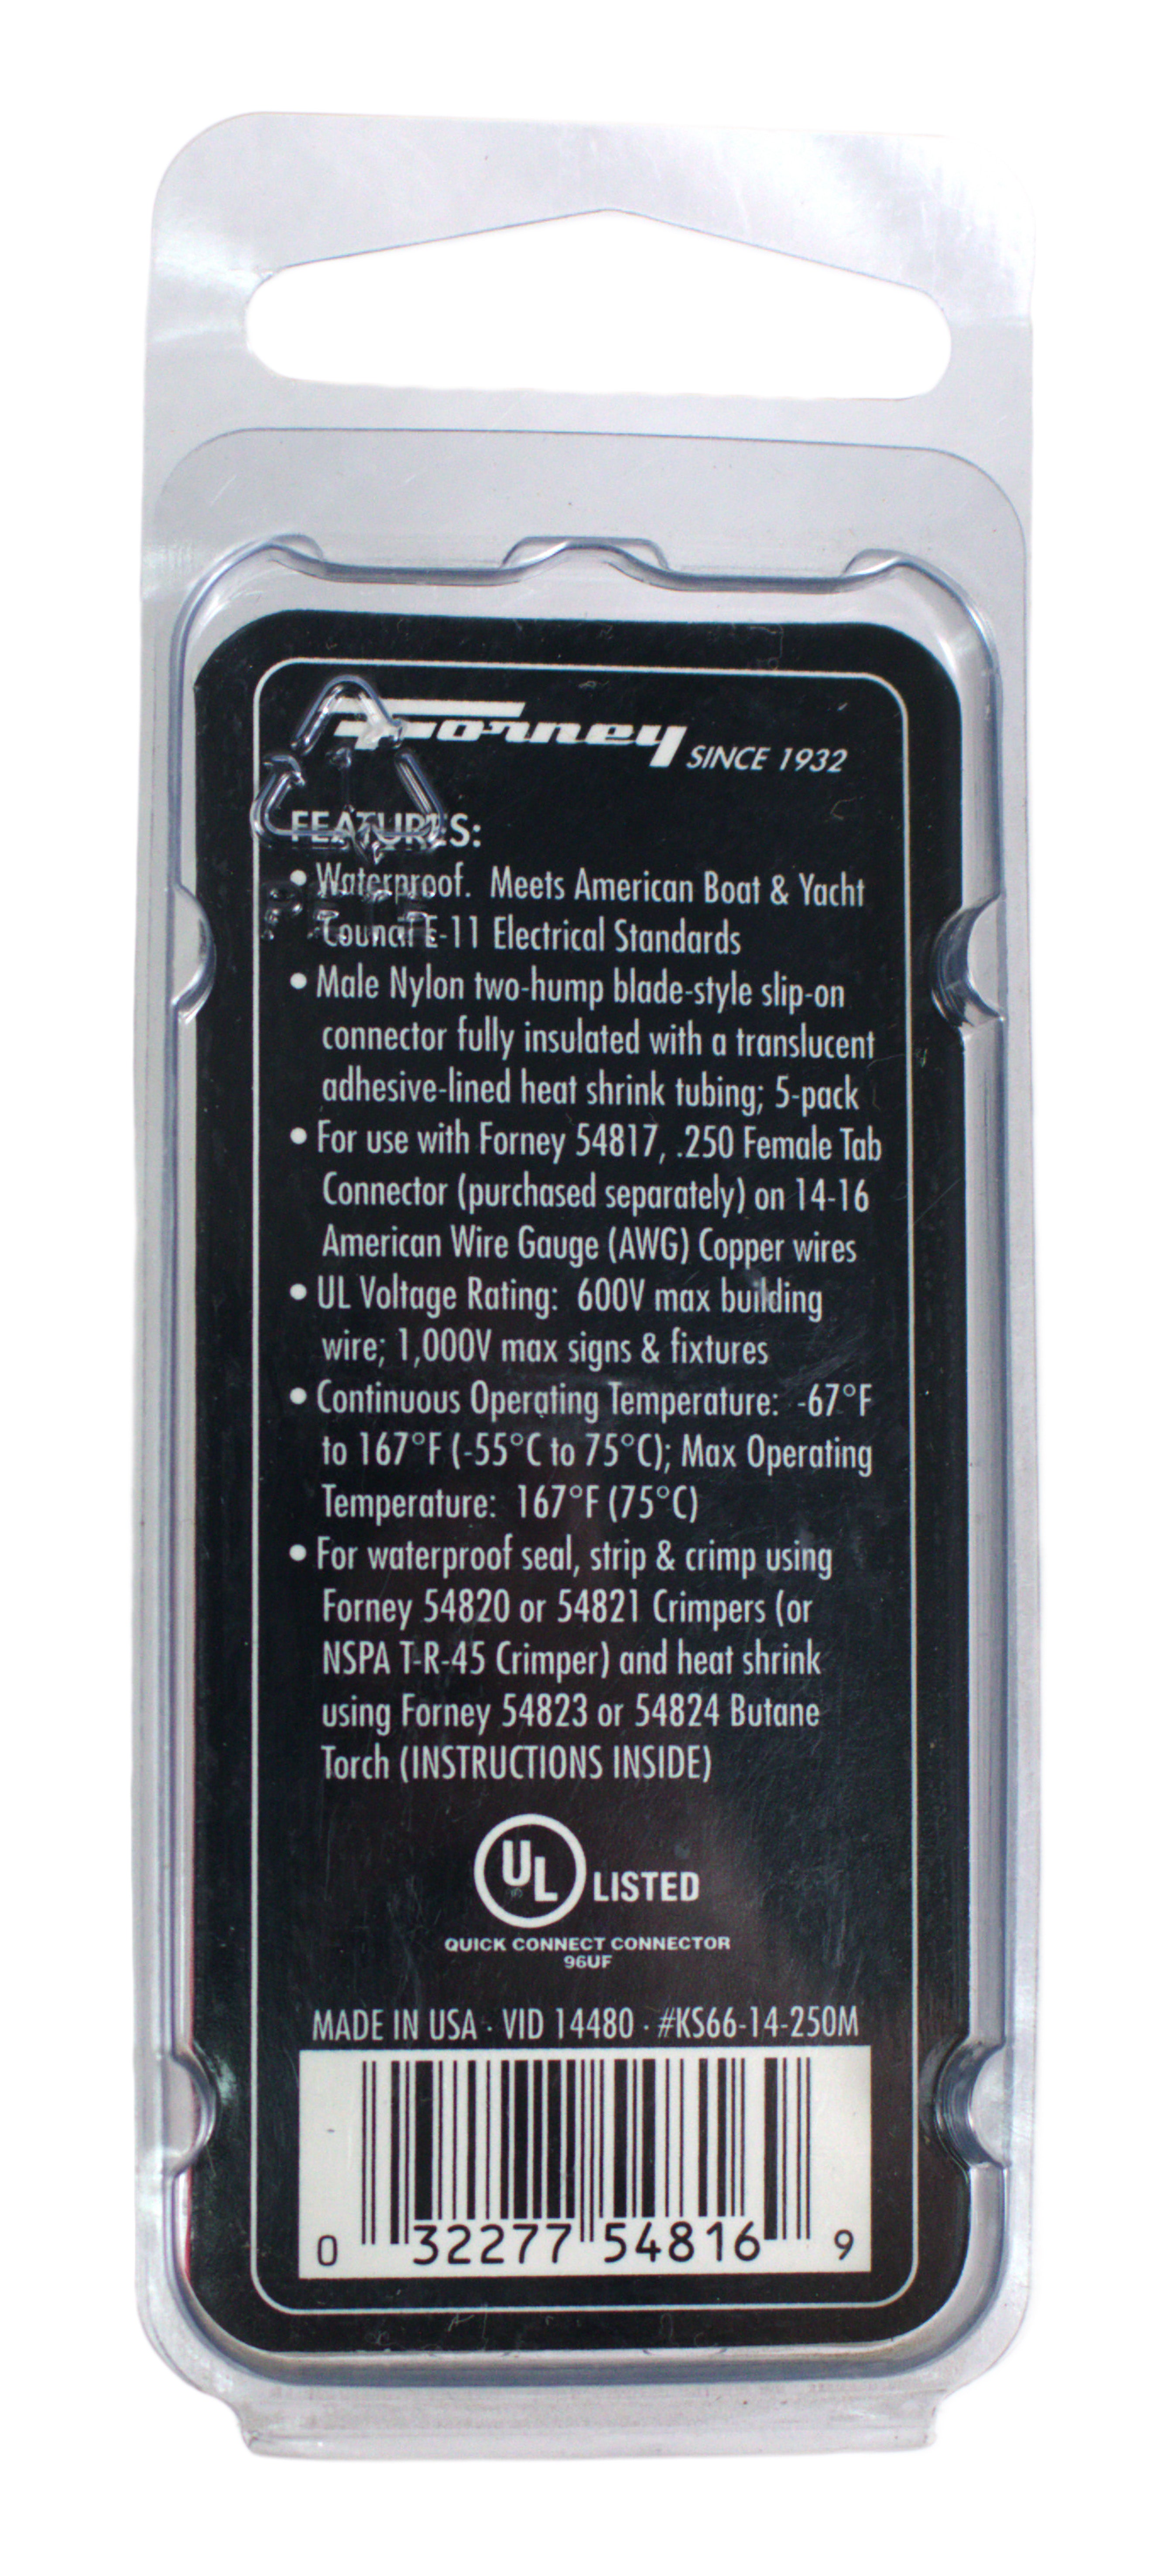 Forney SINCE 1932
FEATURES:
• Waterproof.  Meets American Boat & Yacht
Council E-11 Electrical Standards
• Male Nylon two-hump blade-style slip-on
connector fully insulated with a translucent
adhesive-lined heat shrink tubing; 5-pack
• For use with Forney 54817, .250 Female Tab
Connector (purchased separately) on 14-16
American Wire Gauge (AWG) Copper wires
• UL Voltage Rating:  600V max building
wire; 1,000V max signs & fixtures
• Continuous Operating Temperature:  -67°F
to 167°F (-55°C to 75°C); Max Operating
Temperature:  167°F (75°C)
• For waterproof seal, strip & crimp using
Forney 54820 or 54821 Crimpers (or
NSPA T-R-45 Crimper) and heat shrink
using Forney 54823 or 54824 Butane
Torch (INSTRUCTIONS INSIDE)
UL LISTED
QUICK CONNECT CONNECTOR
96UF
MADE IN USA · VID 14480 · #KS66-14-250M
0 32277 54816 9